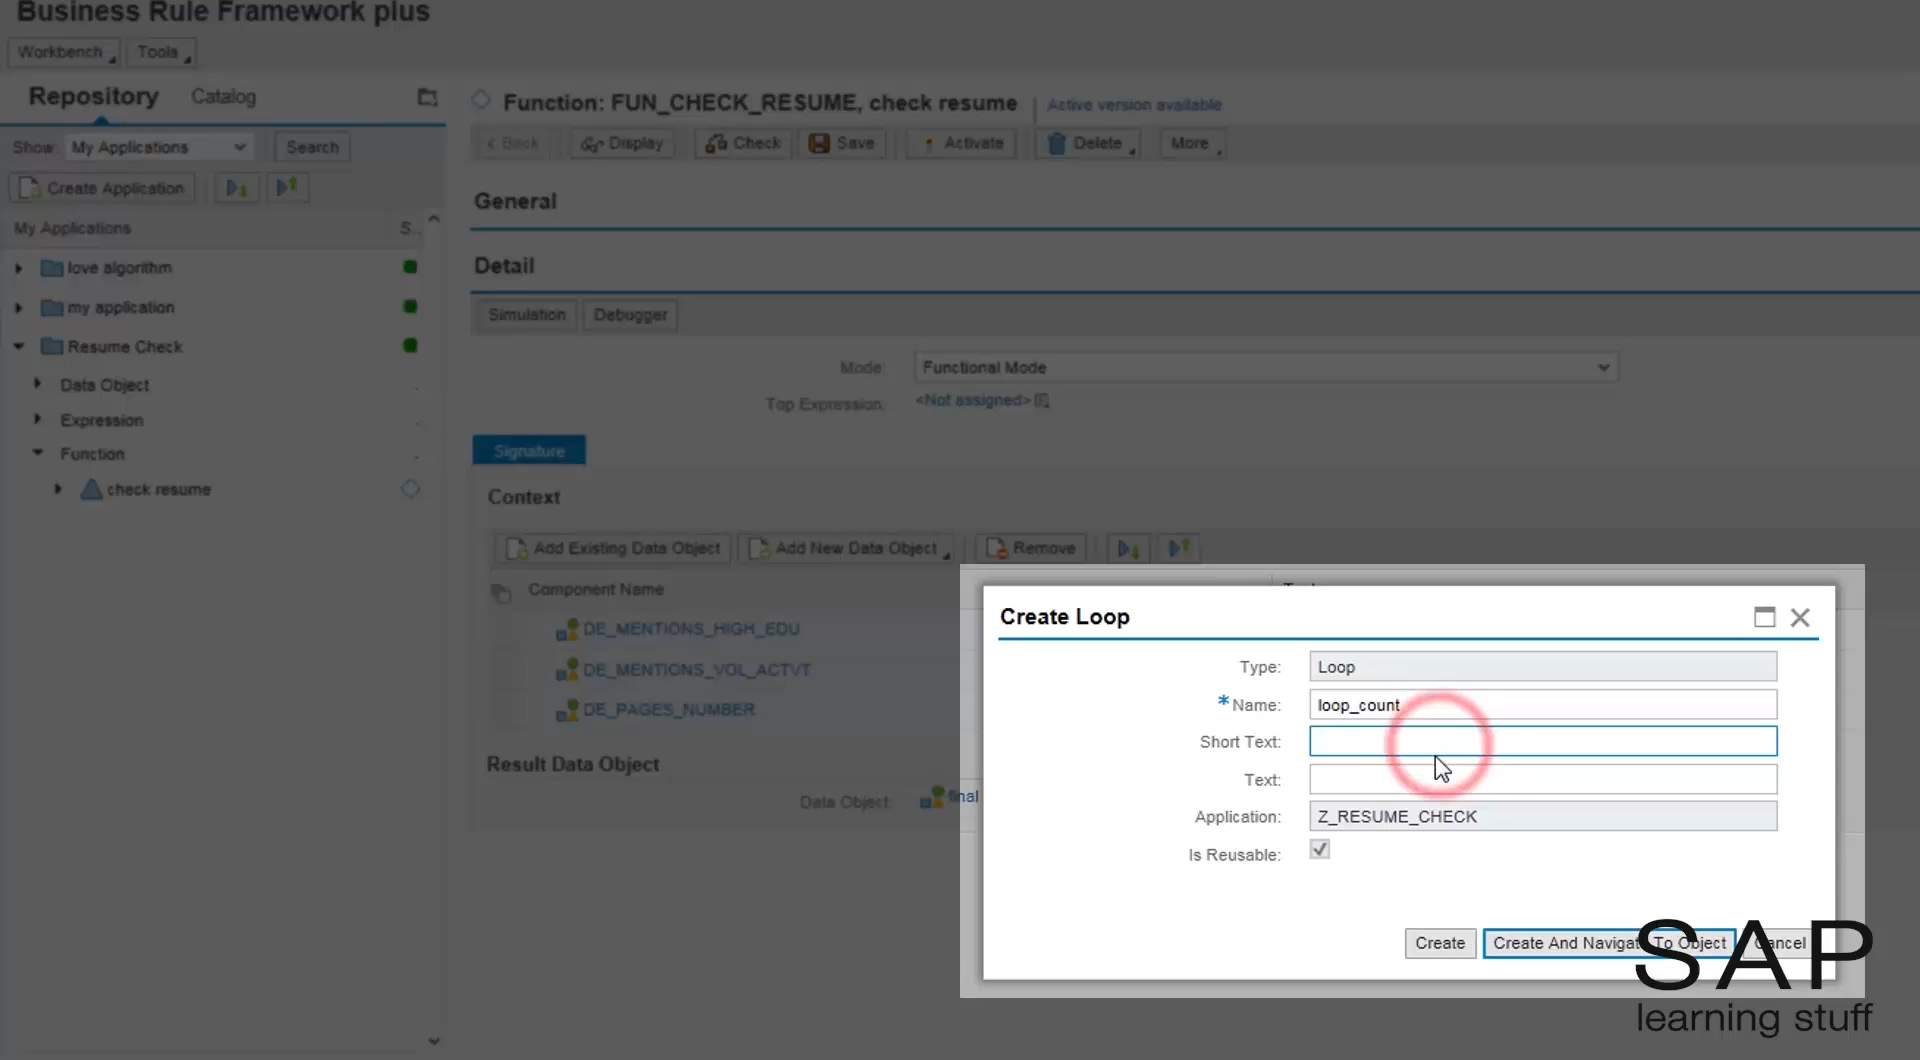 Business Rule Framework plus
Workbench Tools
Repository Catalog
Show: My Applications Search
Create Application
My Applications S..
love algorithm
my application
Resume Check
Data Object
Expression
Function
check resume
Function: FUN_CHECK_RESUME, check resume Active version available
< Back Display Check Save Activate Delete More
General
Detail
Simulation Debugger
Mode: Functional Mode
Top Expression: <Not assigned>
Signature
Context
Add Existing Data Object Add New Data Object Remove
Component Name
DE_MENTIONS_HIGH_EDU
DE_MENTIONS_VOL_ACTVT
DE_PAGES_NUMBER
Result Data Object
Data Object:
Create Loop
Type: Loop
* Name: loop_count
Short Text:
Text:
Application: Z_RESUME_CHECK
Is Reusable:
Create Create And Navigate To Object Cancel
SAP
learning stuff